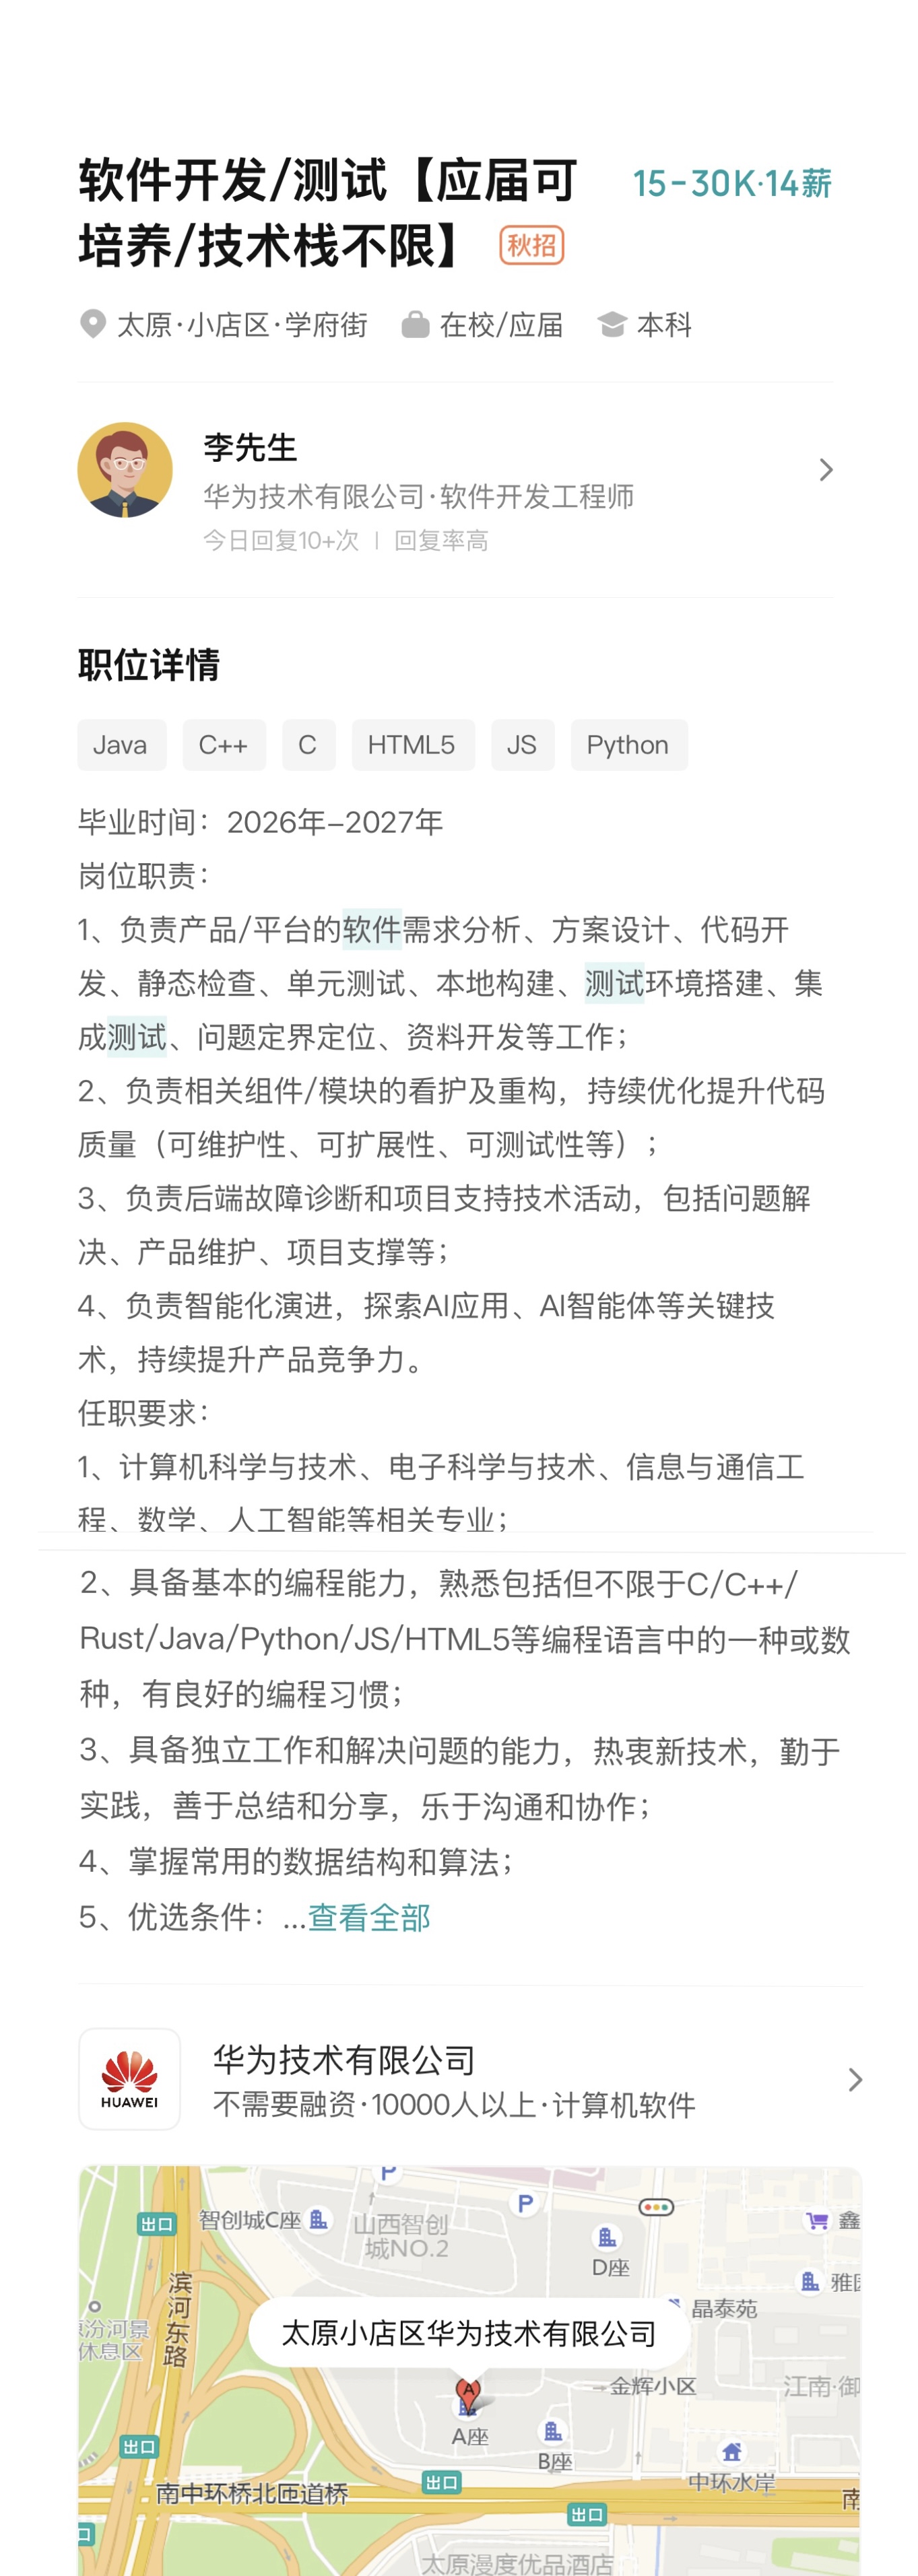 软件开发/测试【应届可
培养/技术栈不限】 秋招
15-30K·14薪
太原·小店区·学府街 在校/应届 本科
李先生
华为技术有限公司·软件开发工程师
今日回复10+次 | 回复率高
职位详情
Java C++ C HTML5 JS Python
毕业时间：2026年–2027年
岗位职责：
1、负责产品/平台的软件需求分析、方案设计、代码开
发、静态检查、单元测试、本地构建、测试环境搭建、集
成测试、问题定界定位、资料开发等工作；
2、负责相关组件/模块的看护及重构，持续优化提升代码
质量（可维护性、可扩展性、可测试性等）；
3、负责后端故障诊断和项目支持技术活动，包括问题解
决、产品维护、项目支撑等；
4、负责智能化演进，探索AI应用、AI智能体等关键技
术，持续提升产品竞争力。
任职要求：
1、计算机科学与技术、电子科学与技术、信息与通信工
程、数学、人工智能等相关专业；
2、具备基本的编程能力，熟悉包括但不限于C/C++/
Rust/Java/Python/JS/HTML5等编程语言中的一种或数
种，有良好的编程习惯；
3、具备独立工作和解决问题的能力，热衷新技术，勤于
实践，善于总结和分享，乐于沟通和协作；
4、掌握常用的数据结构和算法；
5、优选条件：...查看全部
HUAWEI
华为技术有限公司
不需要融资·10000人以上·计算机软件
P
P
出口
智创城C座
山西智创
城NO.2
D座
鑫
滨河东路
雅
晶泰苑
汾河景
休息区
太原小店区华为技术有限公司
A
金辉小区
江南·御
A座
B座
出口
中环水岸
出口
南中环桥北匝道桥
南
出口
口
太原漫度优品酒店